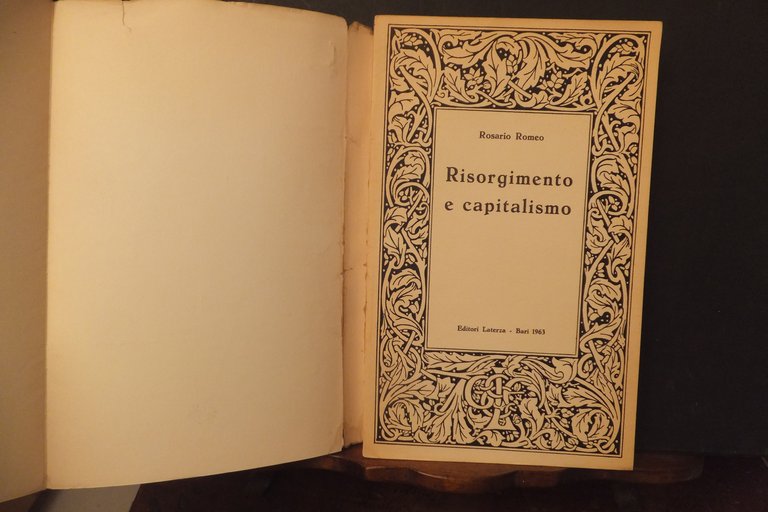 Rosario Romeo
Risorgimento
e capitalismo
Editori Laterza - Bari 1963